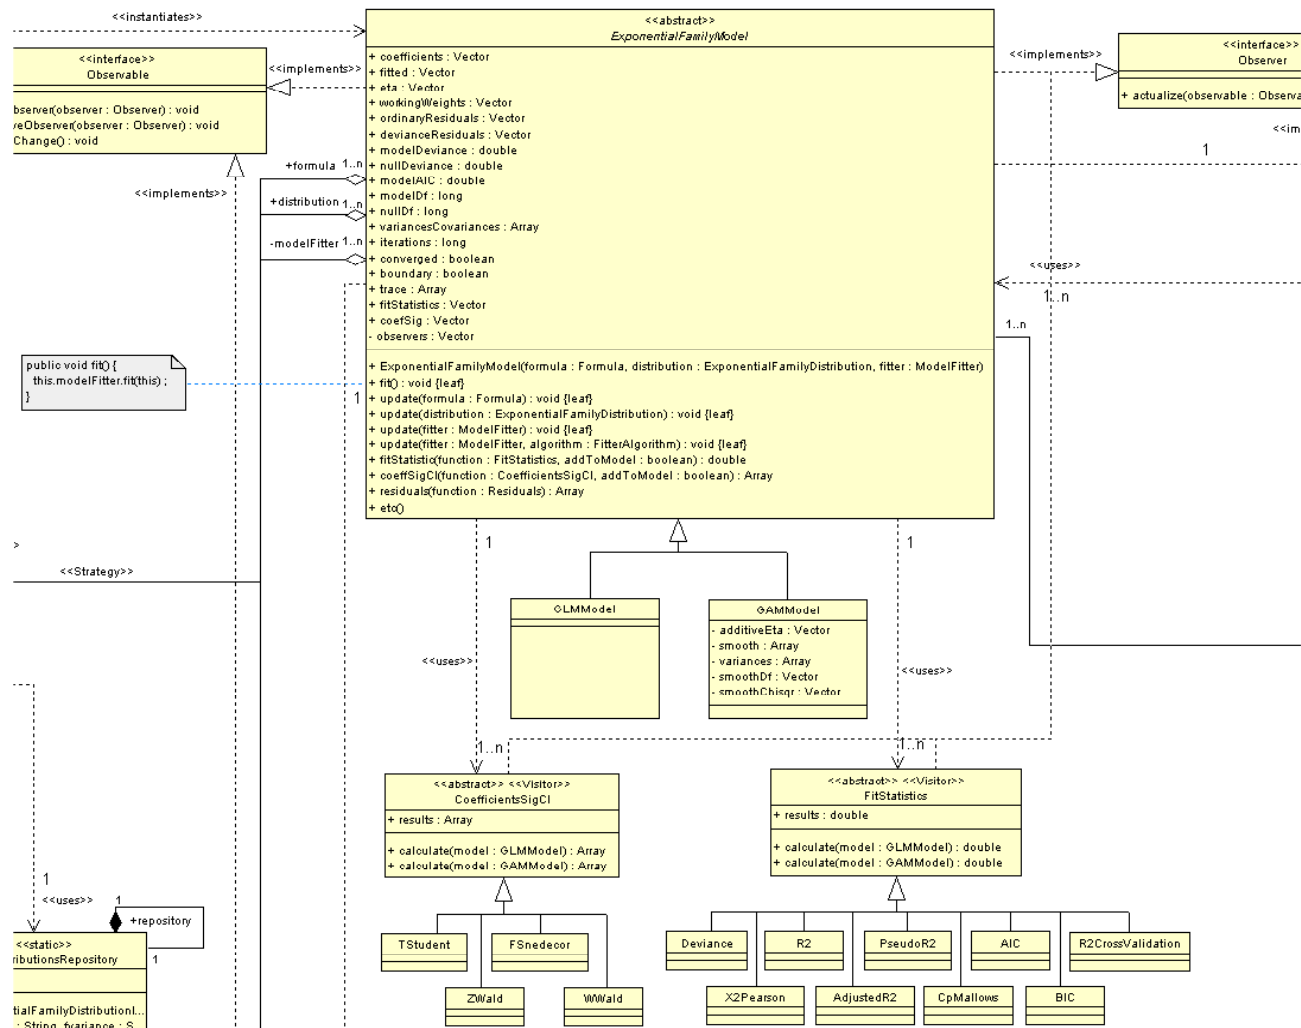 <<instantiates>>
<<abstract>>
ExponentialFamilyModel
+ coefficients : Vector
+ fitted : Vector
+ eta : Vector
+ workingWeights : Vector
+ ordinaryResiduals : Vector
+ devianceResiduals : Vector
+ modelDeviance : double
+ nullDeviance : double
+ modelAIC : double
+ modelDf : long
+ nullDf : long
+ variancesCovariances : Array
+ iterations : long
+ converged : boolean
+ boundary : boolean
+ trace : Array
+ fitStatistics : Vector
+ coefSig : Vector
- observers : Vector
+ ExponentialFamilyModel(formula : Formula, distribution : ExponentialFamilyDistribution, fitter : ModelFitter)
+ fit() : void {leaf}
+ update(formula : Formula) : void {leaf}
+ update(distribution : ExponentialFamilyDistribution) : void {leaf}
+ update(fitter : ModelFitter) : void {leaf}
+ update(fitter : ModelFitter, algorithm : FitterAlgorithm) : void {leaf}
+ fitStatistic(function : FitStatistics, addToModel : boolean) : double
+ coeffSigCI(function : CoefficientsSigCI, addToModel : boolean) : Array
+ residuals(function : Residuals) : Array
+ etc()
<<interface>>
Observable
bserver(observer : Observer) : void
veObserver(observer : Observer) : void
Change() : void
<<implements>>
<<implements>>
<<interface>>
Observer
+ actualize(observable : Observa
<<im
1
<<implements>>
+formula 1..n
+distribution 1..n
-modelFitter 1..n
<<uses>>
1..n
1..n
public void fit() {
this.modelFitter.fit(this) ;
}
1
>
<<Strategy>>
1
1
GLMModel
GAMModel
- additiveEta : Vector
- smooth : Array
- variances : Array
- smoothDf : Vector
- smoothChisqr : Vector
<<uses>>
<<uses>>
1..n
1..n
<<abstract>> <<Visitor>>
CoefficientsSigCI
+ results : Array
+ calculate(model : GLMModel) : Array
+ calculate(model : GAMModel) : Array
<<abstract>> <<Visitor>>
FitStatistics
+ results : double
+ calculate(model : GLMModel) : double
+ calculate(model : GAMModel) : double
1
<<uses>>
1
+repository
1
<<static>>
ributionsRepository
tialFamilyDistributionI...
: String, fvariance : S
TStudent
FSnedecor
ZWald
WWald
Deviance
R2
PseudoR2
AIC
R2CrossValidation
X2Pearson
AdjustedR2
CpMallows
BIC